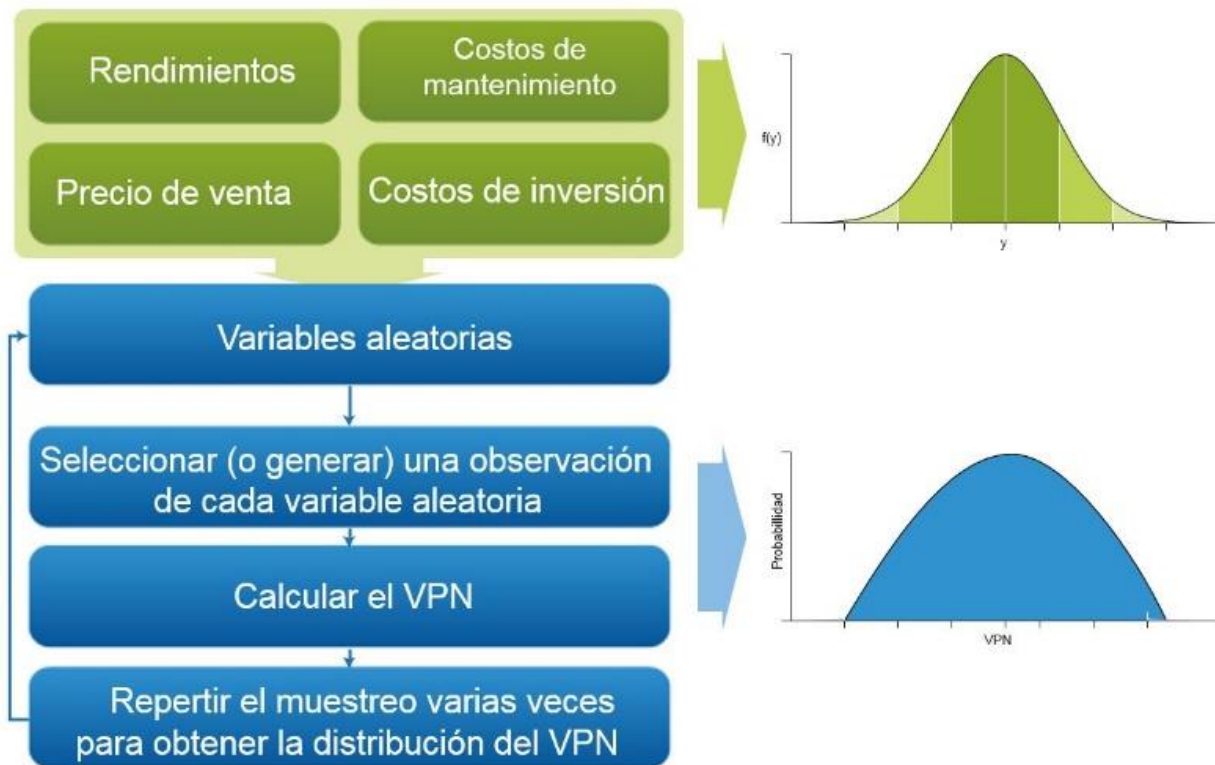 Rendimientos
Costos de
mantenimiento
Precio de venta
Costos de inversión
f(y)
y
Variables aleatorias
Seleccionar (o generar) una observación
de cada variable aleatoria
Calcular el VPN
Repertir el muestreo varias veces
para obtener la distribución del VPN
Probabillidad
VPN